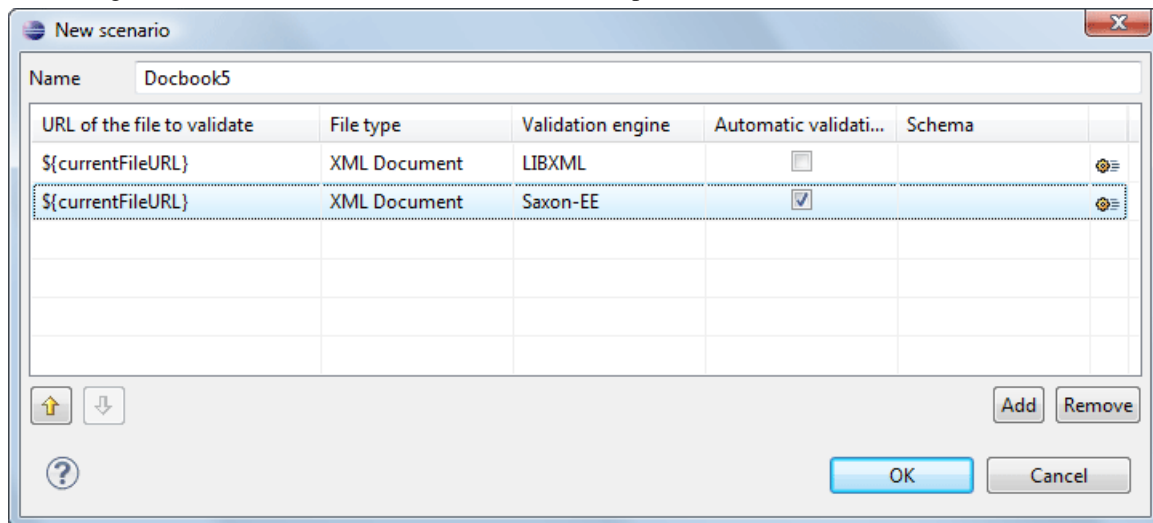 New scenario
Name Docbook5
URL of the file to validate File type Validation engine Automatic validati... Schema
${currentFileURL} XML Document LIBXML
${currentFileURL} XML Document Saxon-EE
Add Remove
OK Cancel